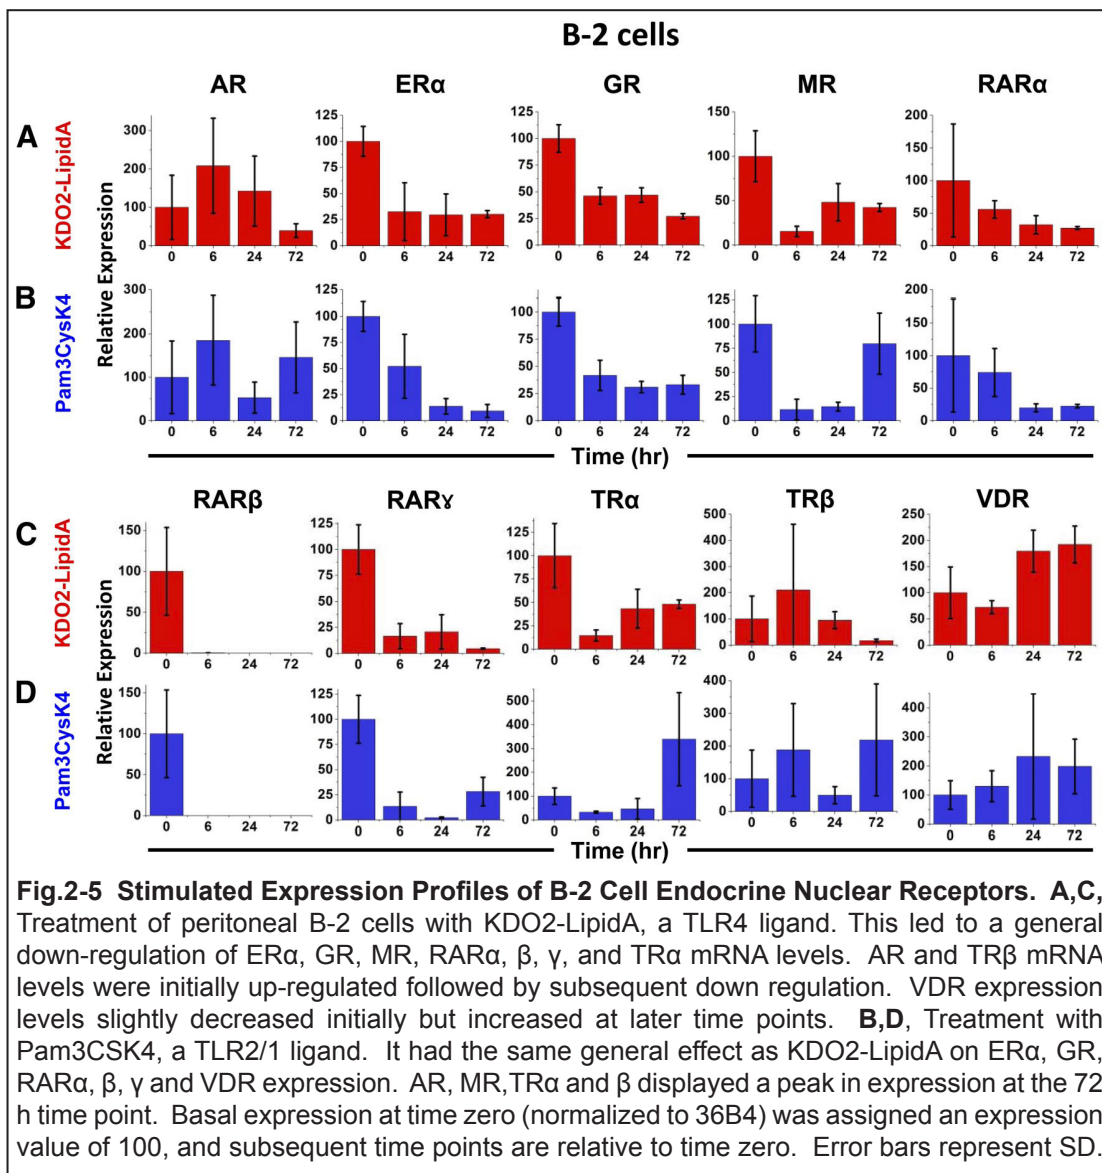 B-2 cells
AR ERα GR MR RARα
A
KDO2-LipidA
Relative Expression
300
200
100
0
0 6 24 72
125
100
75
50
25
0
0 6 24 72
125
100
75
50
25
0
0 6 24 72
150
100
50
0
0 6 24 72
200
150
100
50
0
0 6 24 72
B
Pam3CysK4
300
200
100
0
0 6 24 72
125
100
75
50
25
0
0 6 24 72
125
100
75
50
25
0
0 6 24 72
125
100
75
50
25
0
0 6 24 72
200
150
100
50
0
0 6 24 72
Time (hr)
RARβ RARɣ TRα TRβ VDR
C
KDO2-LipidA
Relative Expression
150
100
50
0
0 6 24 72
125
100
75
50
25
0
0 6 24 72
125
100
75
50
25
0
0 6 24 72
500
400
300
200
100
0
0 6 24 72
250
200
150
100
50
0
0 6 24 72
D
Pam3CysK4
150
100
50
0
0 6 24 72
125
100
75
50
25
0
0 6 24 72
500
400
300
200
100
0
0 6 24 72
400
300
200
100
0
0 6 24 72
400
300
200
100
0
0 6 24 72
Time (hr)
Fig.2-5 Stimulated Expression Profiles of B-2 Cell Endocrine Nuclear Receptors. A,C,
Treatment of peritoneal B-2 cells with KDO2-LipidA, a TLR4 ligand. This led to a general
down-regulation of ERα, GR, MR, RARα, β, γ, and TRα mRNA levels. AR and TRβ mRNA
levels were initially up-regulated followed by subsequent down regulation. VDR expression
levels slightly decreased initially but increased at later time points. B,D, Treatment with
Pam3CSK4, a TLR2/1 ligand. It had the same general effect as KDO2-LipidA on ERα, GR,
RARα, β, γ and VDR expression. AR, MR,TRα and β displayed a peak in expression at the 72
h time point. Basal expression at time zero (normalized to 36B4) was assigned an expression
value of 100, and subsequent time points are relative to time zero. Error bars represent SD.